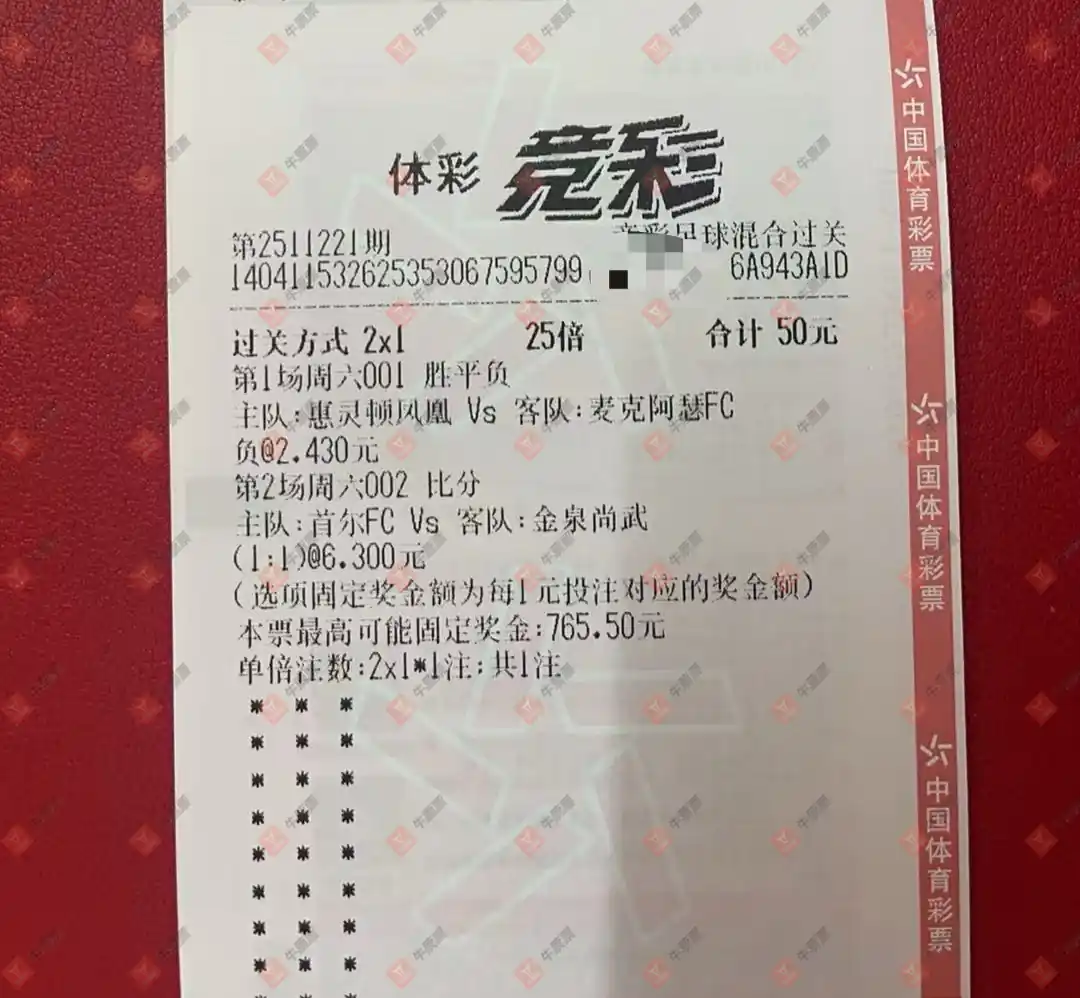 体彩 竞彩
第2511221期 竞彩足球混合过关
140411532625353067595799 6A943A1D
过关方式 2x1 25倍 合计 50元
第1场周六001 胜平负
主队:惠灵顿凤凰 Vs 客队:麦克阿瑟FC
负@2.430元
第2场周六002 比分
主队:首尔FC Vs 客队:金泉尚武
(1:1)@6.300元
(选项固定奖金额为每1元投注对应的奖金额)
本票最高可能固定奖金:765.50元
单倍注数:2x1*1注;共1注
* * *
* * *
* * *
* * *
* * *
* * *
* * *
* * *
中国体育彩票
中国体育彩票
中国体育彩票